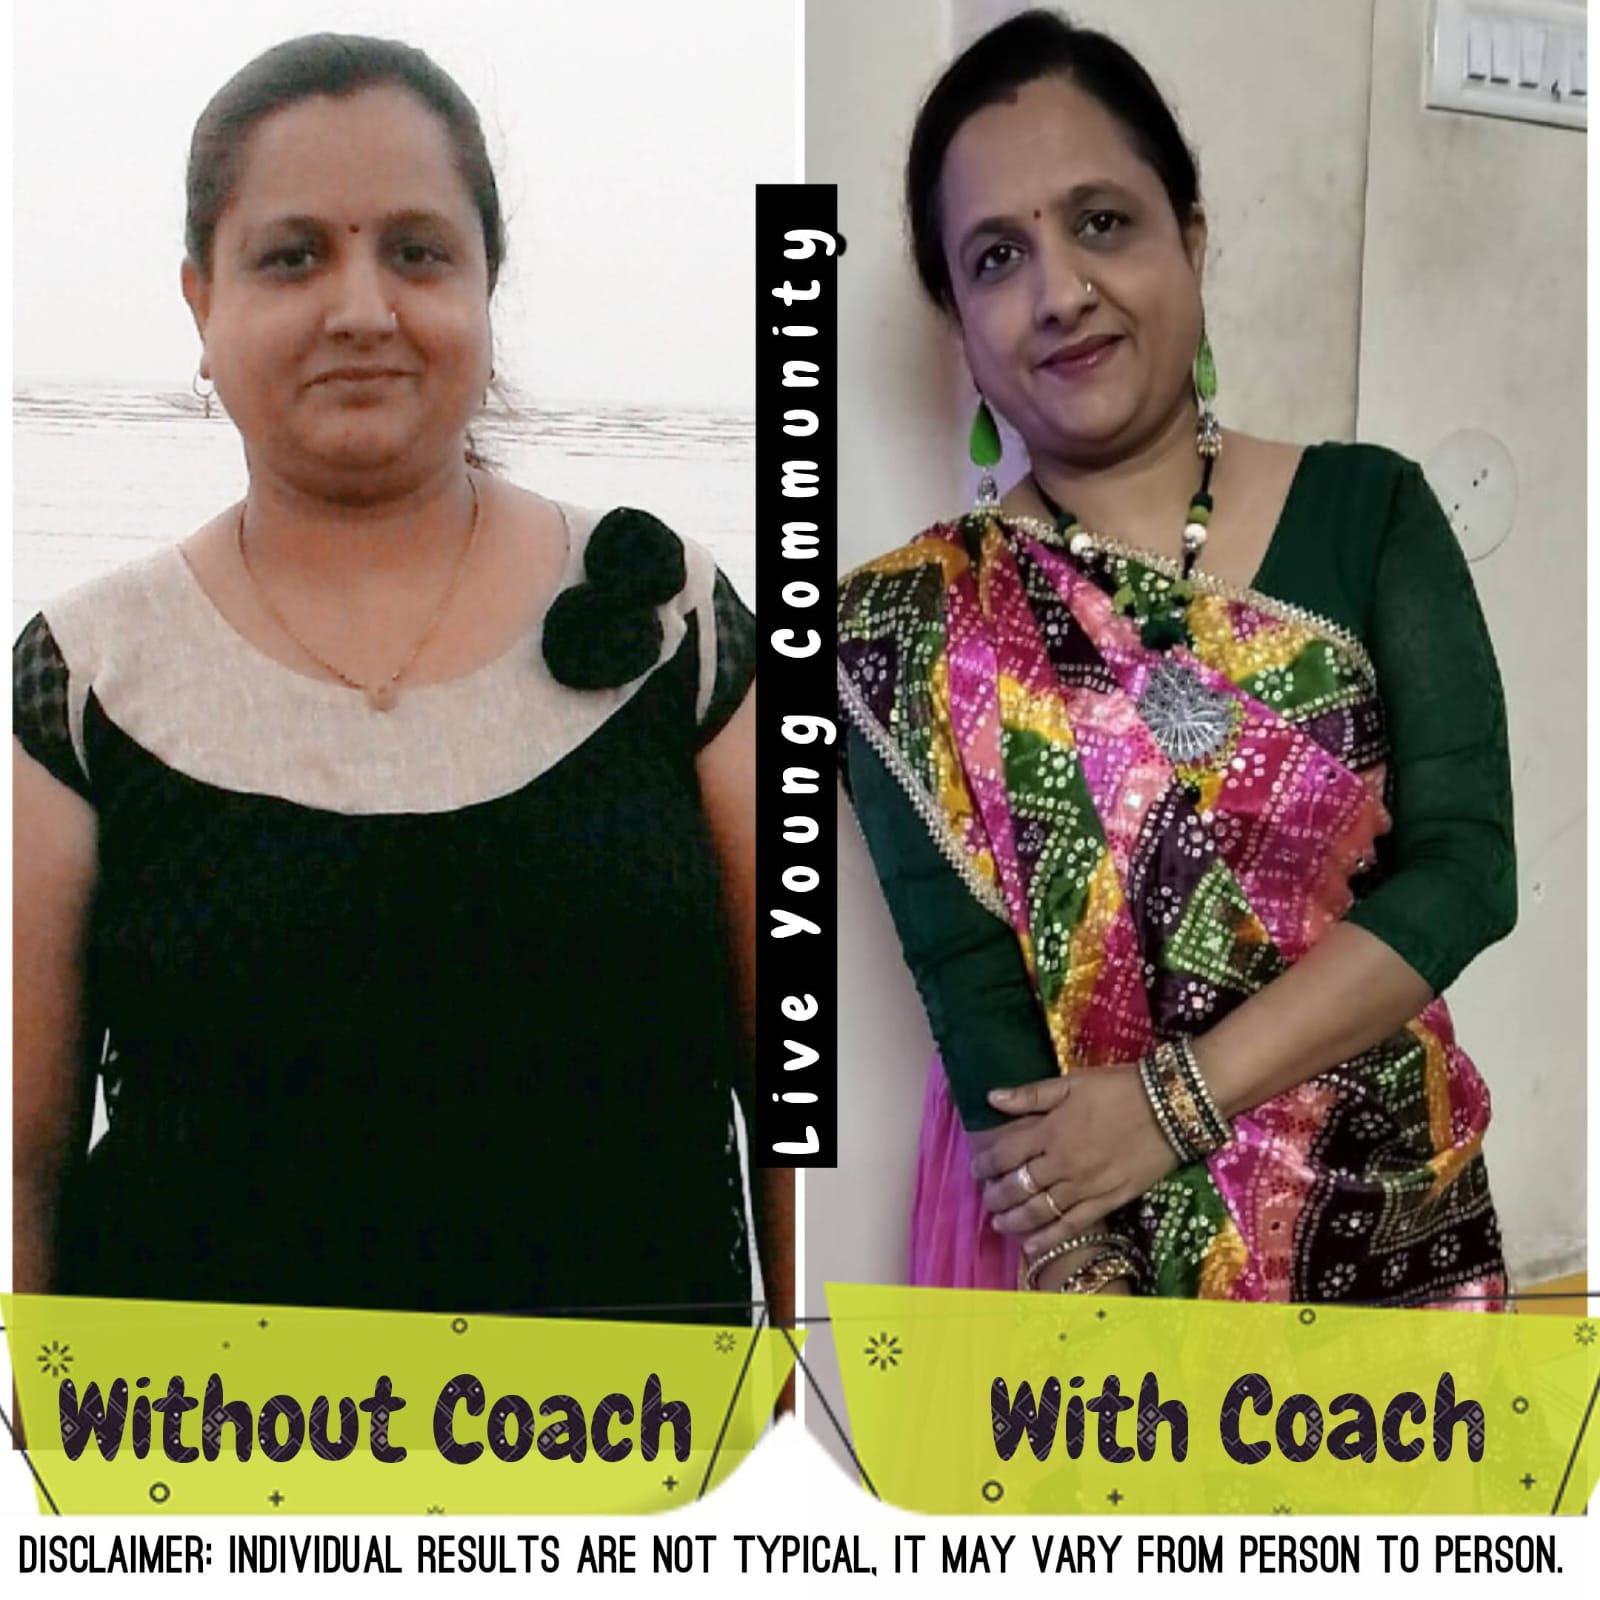 Live Young Community
Without Coach
With Coach
DISCLAIMER: INDIVIDUAL RESULTS ARE NOT TYPICAL, IT MAY VARY FROM PERSON TO PERSON.